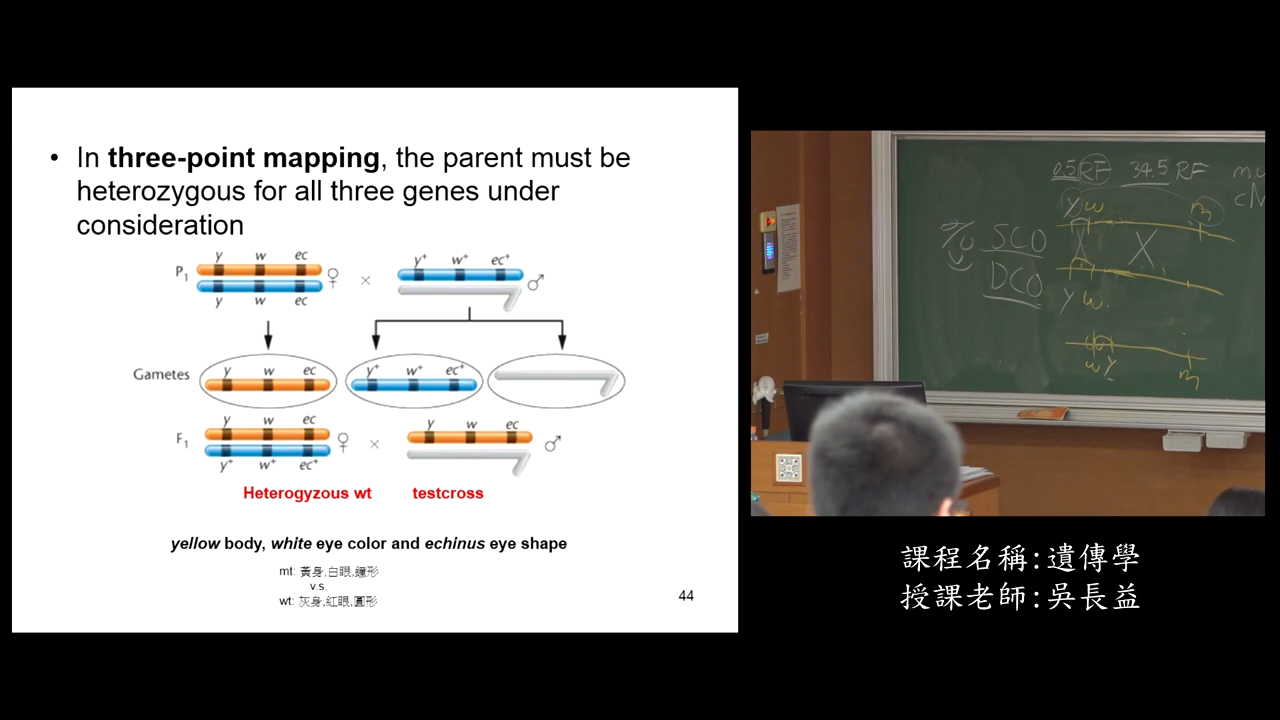 • In three-point mapping, the parent must be
heterozygous for all three genes under
consideration
y w ec
y⁺ w⁺ ec⁺
P₁ ♀ × ♂
y w ec
Gametes
y w ec
y⁺ w⁺ ec⁺
y w ec
y w ec
F₁ ♀ × ♂
y⁺ w⁺ ec⁺
Heterogyzous wt testcross
yellow body, white eye color and echinus eye shape
mt: 黃身,白眼,鐘形
v.s.
wt: 灰身,紅眼,圓形
44
0.5 RF 34.5 RF
y w m
SCO
DCO
y w
w y m
課程名稱:遺傳學
授課老師:吳長益